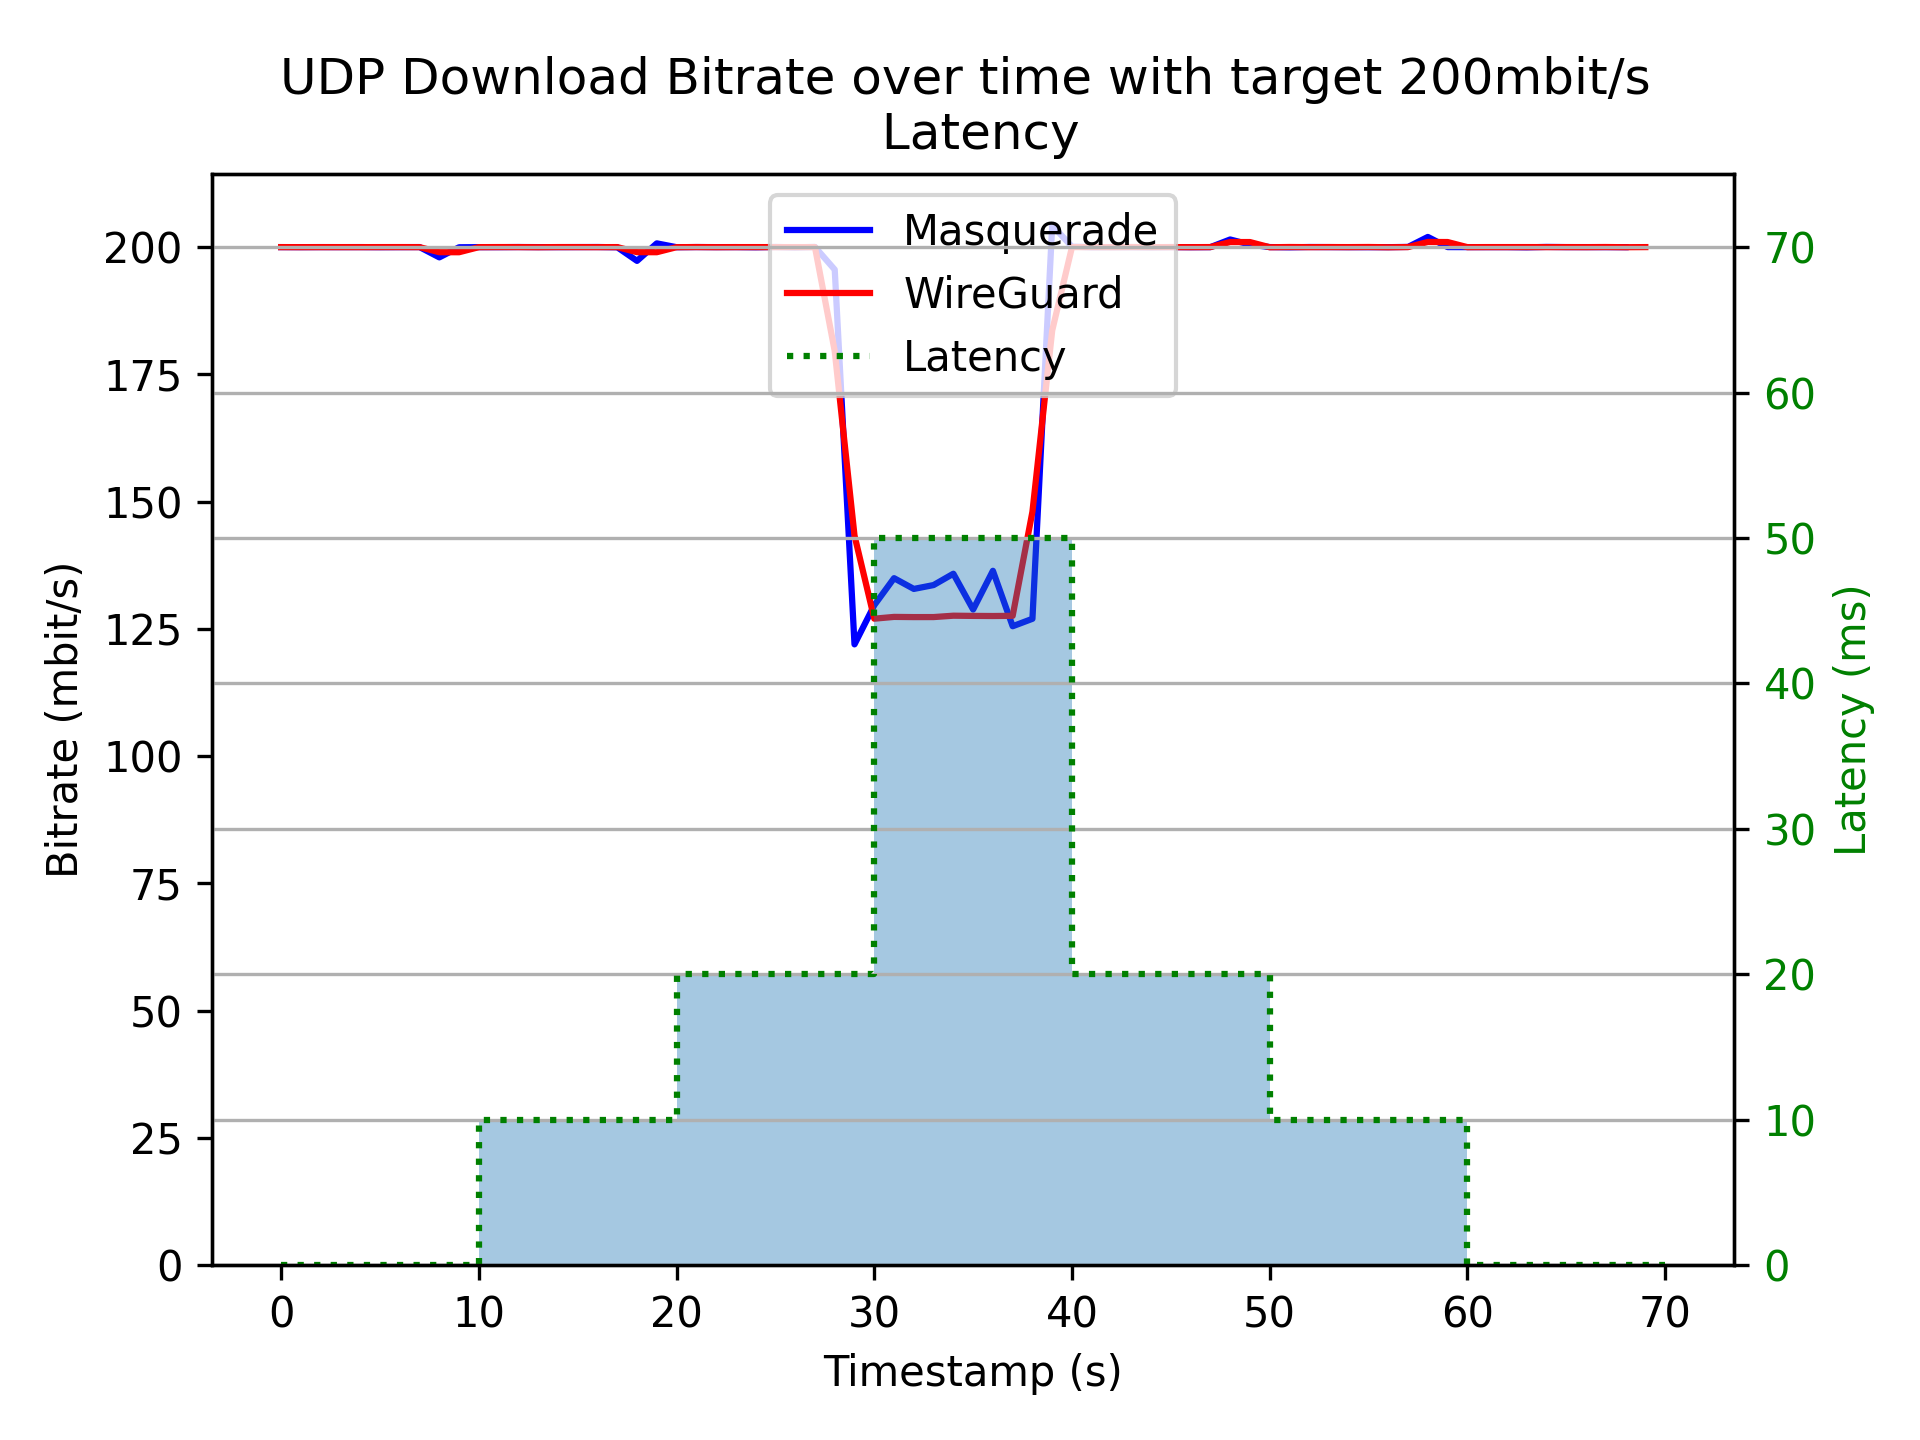 UDP Download Bitrate over time with target 200mbit/s
Latency
Masquerade
WireGuard
Latency
200
175
150
125
100
75
50
25
0
Bitrate (mbit/s)
70
60
50
40
30
20
10
0
Latency (ms)
0 10 20 30 40 50 60 70
Timestamp (s)